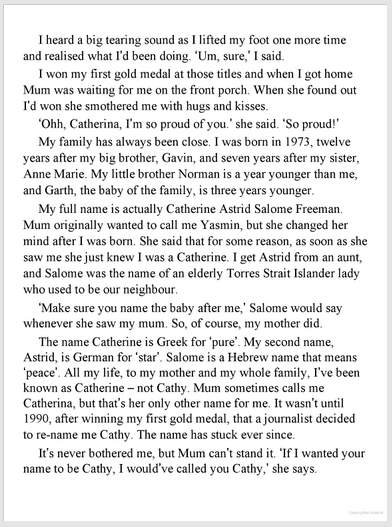 I heard a big tearing sound as I lifted my foot one more time
and realised what I'd been doing. 'Um, sure,' I said.
I won my first gold medal at those titles and when I got home
Mum was waiting for me on the front porch. When she found out
I'd won she smothered me with hugs and kisses.
'Ohh, Catherina, I'm so proud of you.' she said. 'So proud!'
My family has always been close. I was born in 1973, twelve
years after my big brother, Gavin, and seven years after my sister,
Anne Marie. My little brother Norman is a year younger than me,
and Garth, the baby of the family, is three years younger.
My full name is actually Catherine Astrid Salome Freeman.
Mum originally wanted to call me Yasmin, but she changed her
mind after I was born. She said that for some reason, as soon as she
saw me she just knew I was a Catherine. I get Astrid from an aunt,
and Salome was the name of an elderly Torres Strait Islander lady
who used to be our neighbour.
'Make sure you name the baby after me,' Salome would say
whenever she saw my mum. So, of course, my mother did.
The name Catherine is Greek for 'pure'. My second name,
Astrid, is German for 'star'. Salome is a Hebrew name that means
'peace'. All my life, to my mother and my whole family, I've been
known as Catherine – not Cathy. Mum sometimes calls me
Catherina, but that's her only other name for me. It wasn't until
1990, after winning my first gold medal, that a journalist decided
to re-name me Cathy. The name has stuck ever since.
It's never bothered me, but Mum can't stand it. 'If I wanted your
name to be Cathy, I would've called you Cathy,' she says.
Copyrighted material